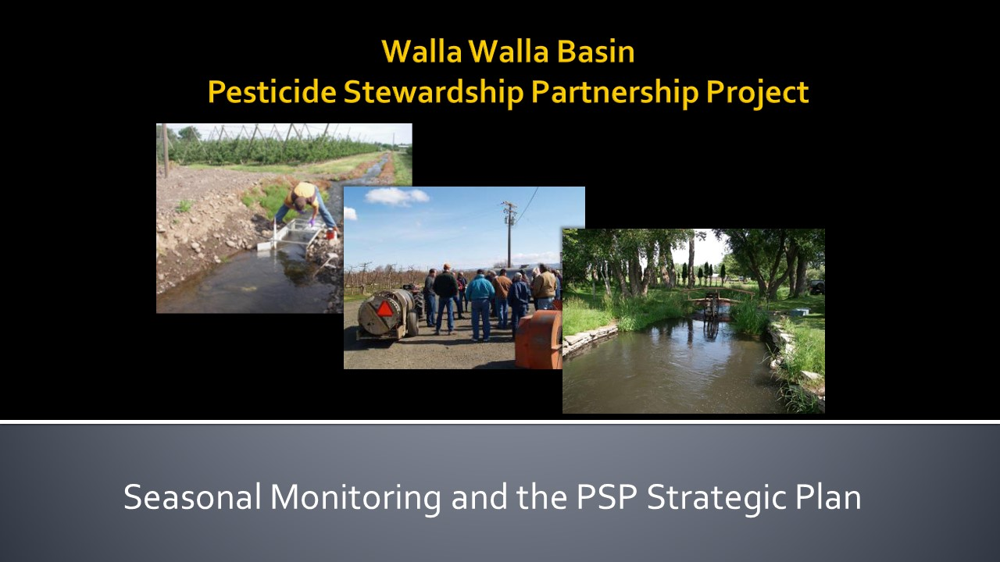 Walla Walla Basin
Pesticide Stewardship Partnership Project
Seasonal Monitoring and the PSP Strategic Plan